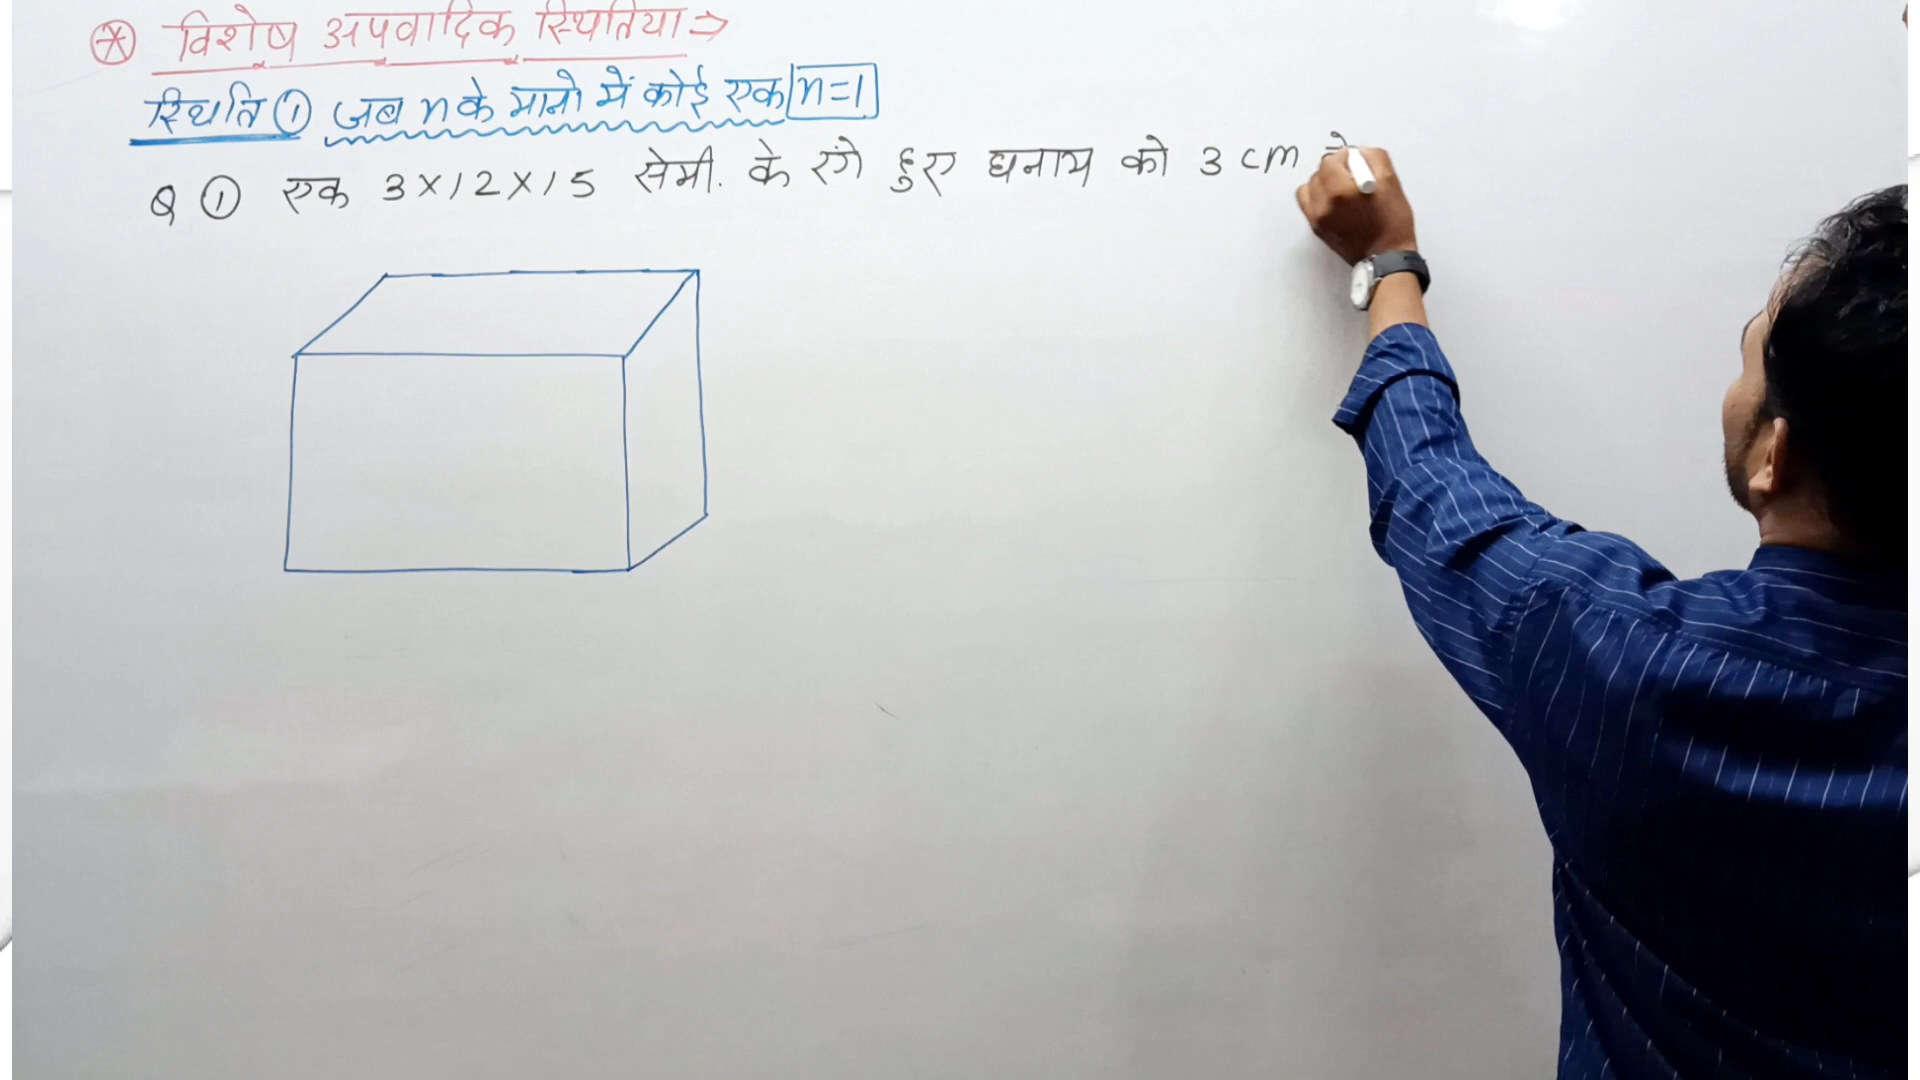 * विशेष अपवादिक स्थितिया ⇒
स्थिति ① जब n के मानो में कोई एक n=1
Q ① एक 3×12×15 सेमी. के रंगे हुए घनाभ को 3 cm